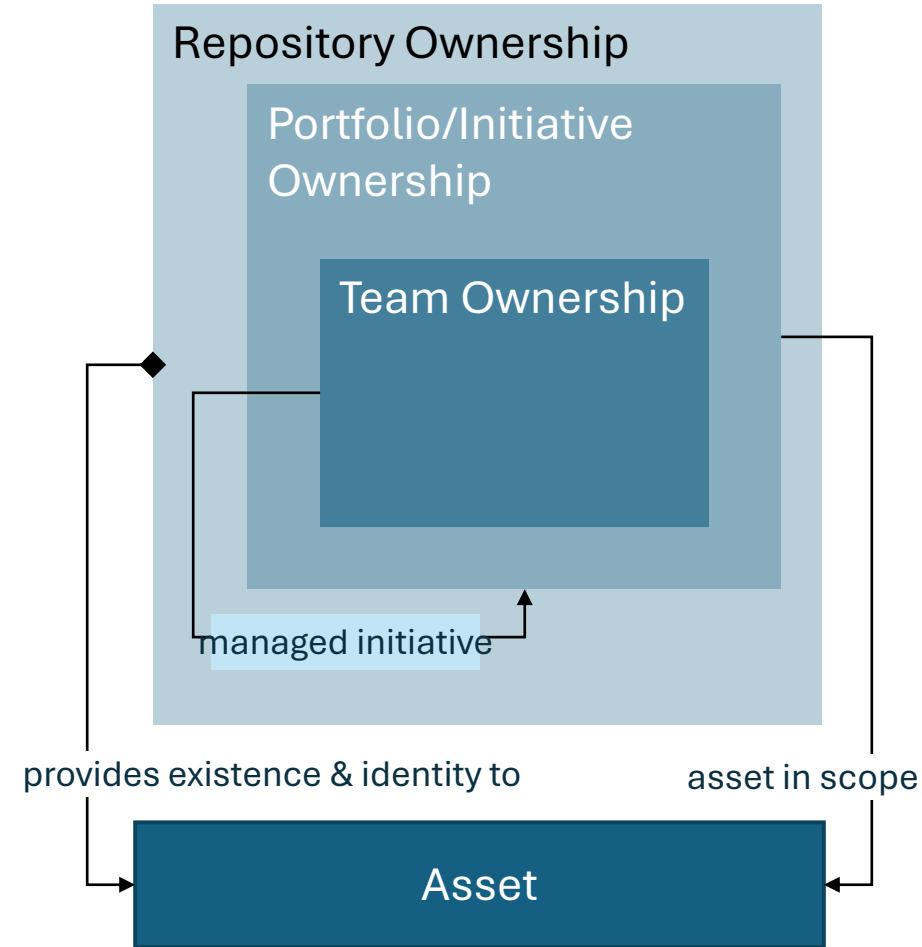 Repository Ownership
Portfolio/Initiative
Ownership
Team Ownership
managed initiative
provides existence & identity to
asset in scope
Asset